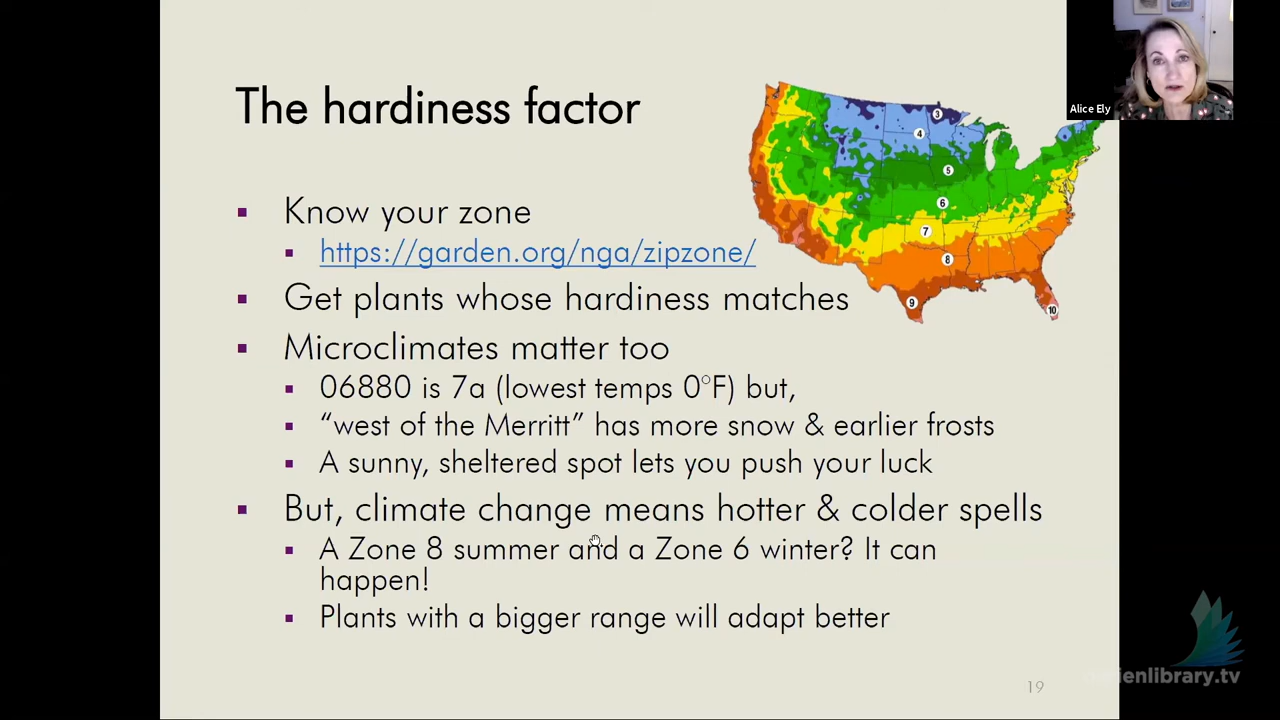 Alice Ely
The hardiness factor
Know your zone
https://garden.org/nga/zipzone/
Get plants whose hardiness matches
Microclimates matter too
06880 is 7a (lowest temps 0°F) but,
“west of the Merritt” has more snow & earlier frosts
A sunny, sheltered spot lets you push your luck
But, climate change means hotter & colder spells
A Zone 8 summer and a Zone 6 winter? It can
happen!
Plants with a bigger range will adapt better
3
4
5
6
7
8
9
10
19